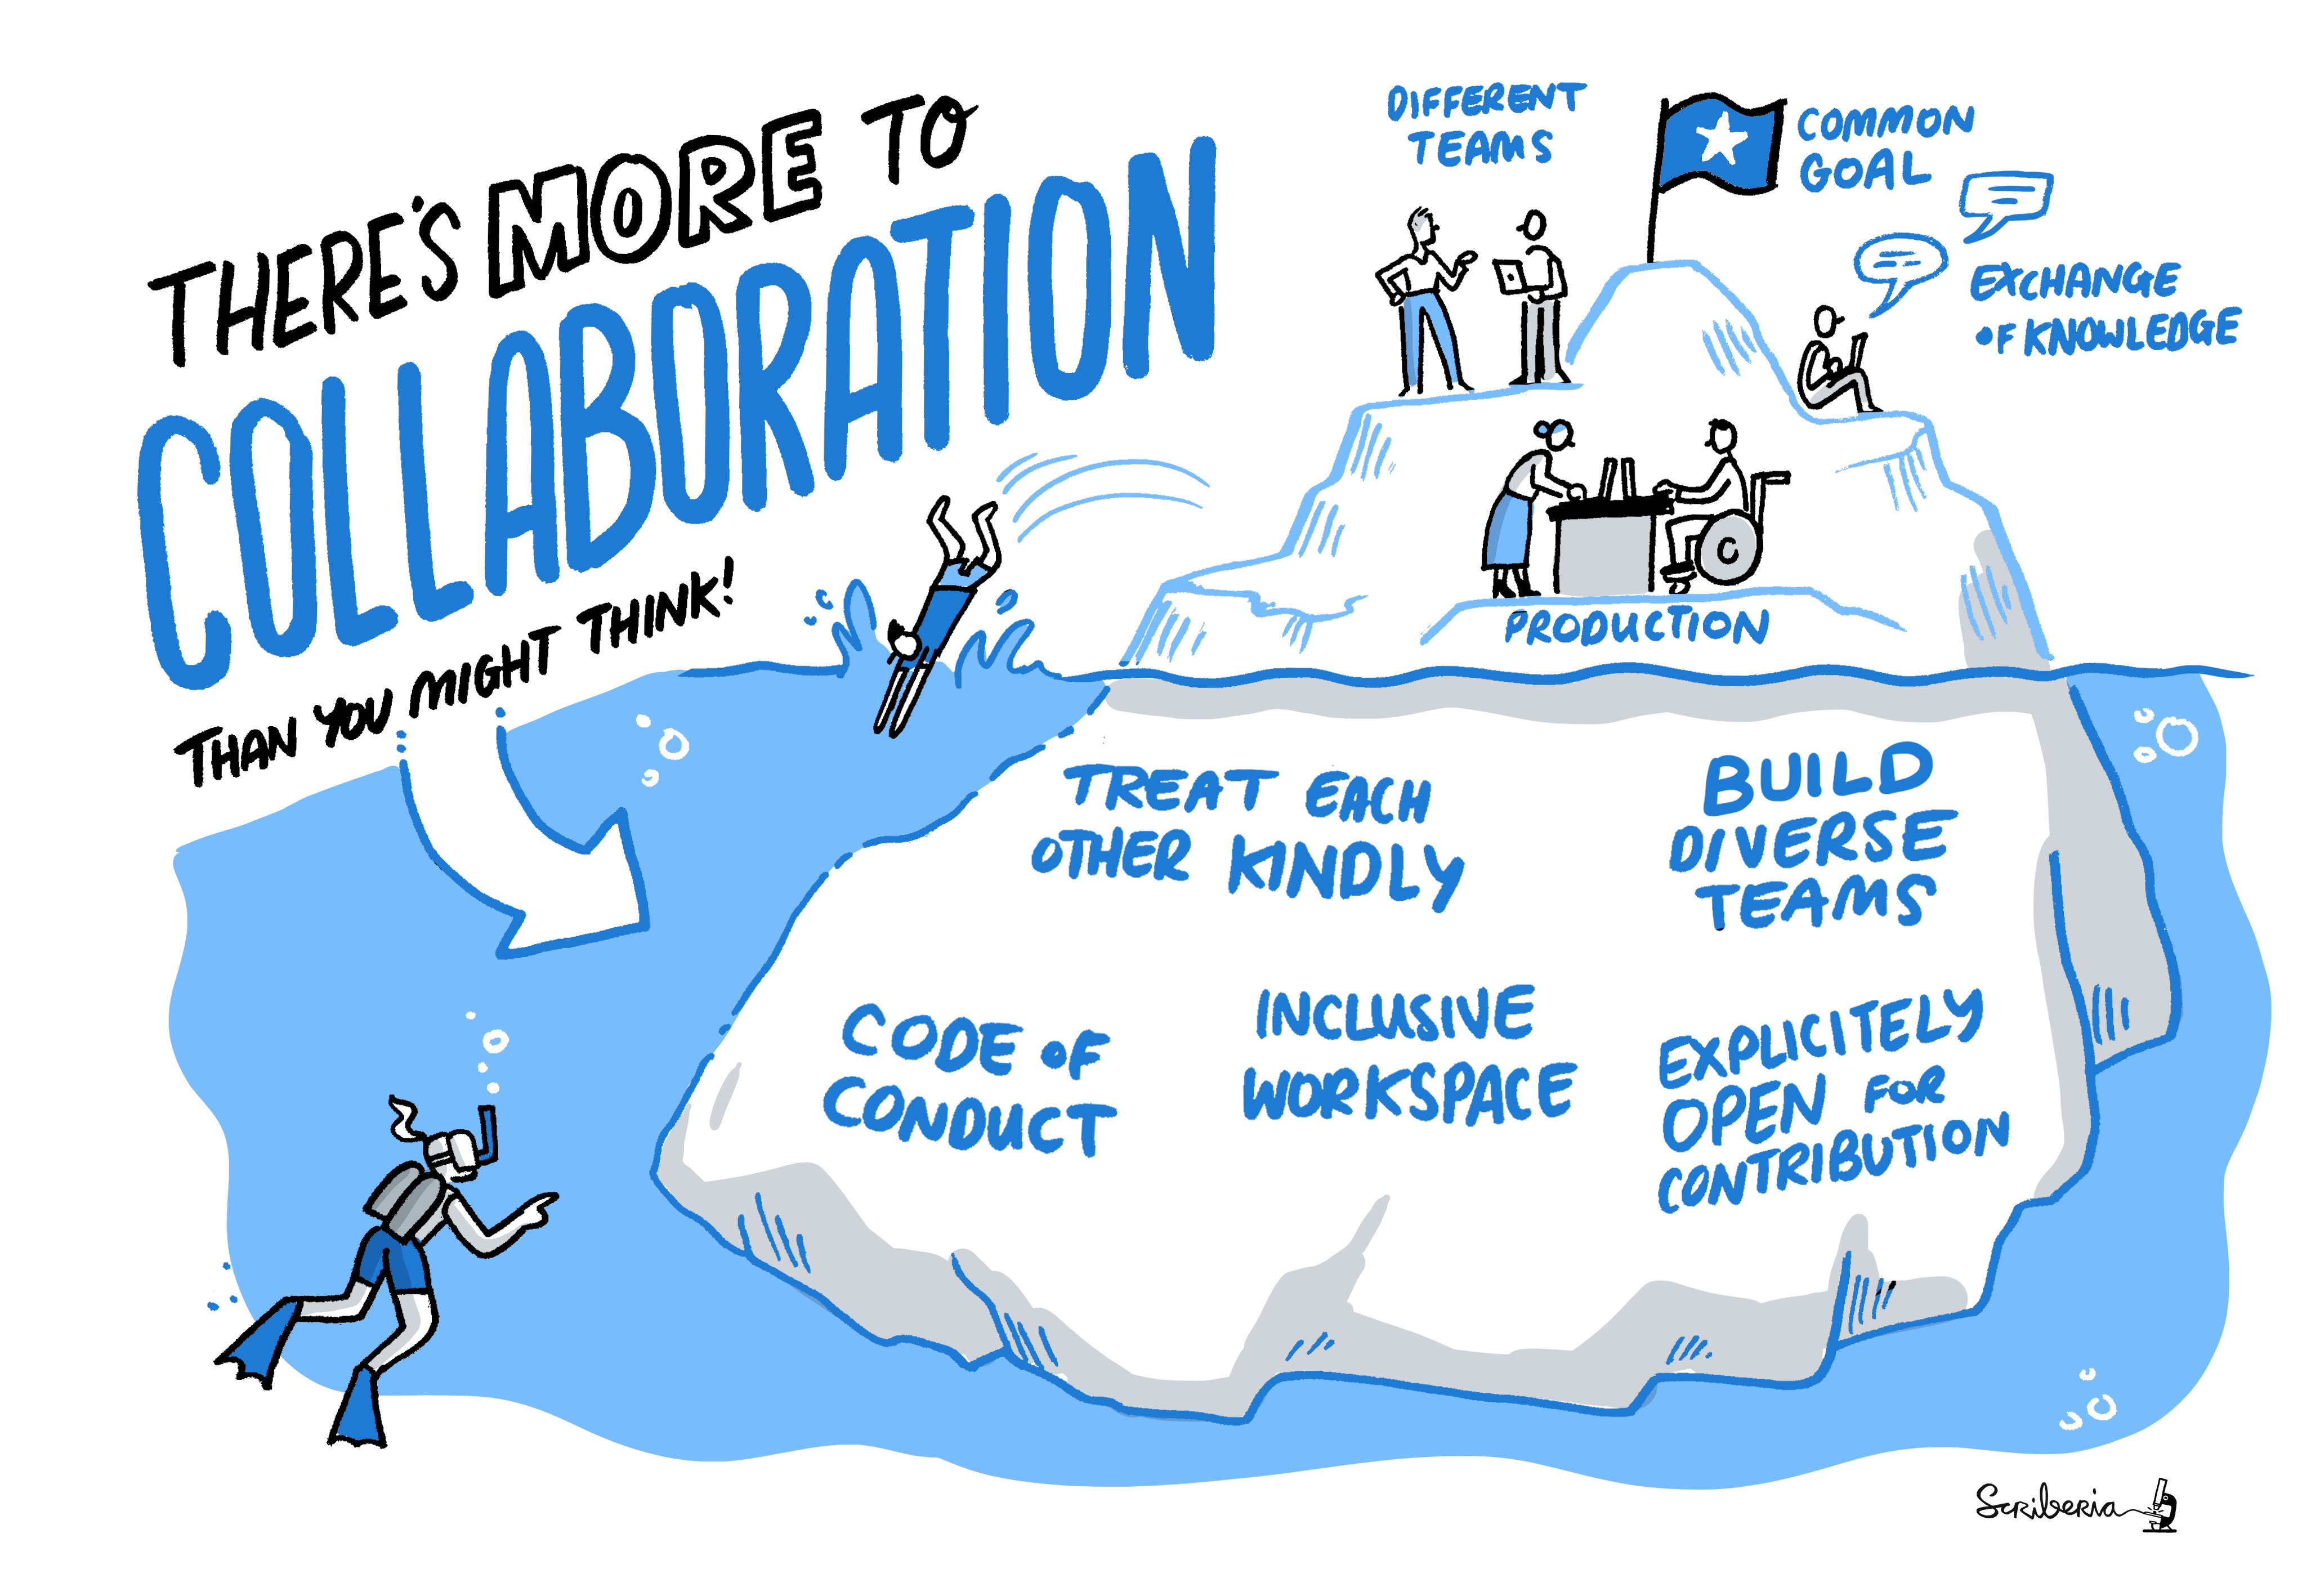 THERE'S MORE TO
COLLABORATION
THAN YOU MIGHT THINK!
DIFFERENT
TEAMS
COMMON
GOAL
EXCHANGE
OF KNOWLEDGE
PRODUCTION
TREAT EACH
OTHER KINDLY
BUILD
DIVERSE
TEAMS
CODE OF
CONDUCT
INCLUSIVE
WORKSPACE
EXPLICITELY
OPEN FOR
CONTRIBUTION
Scriberia